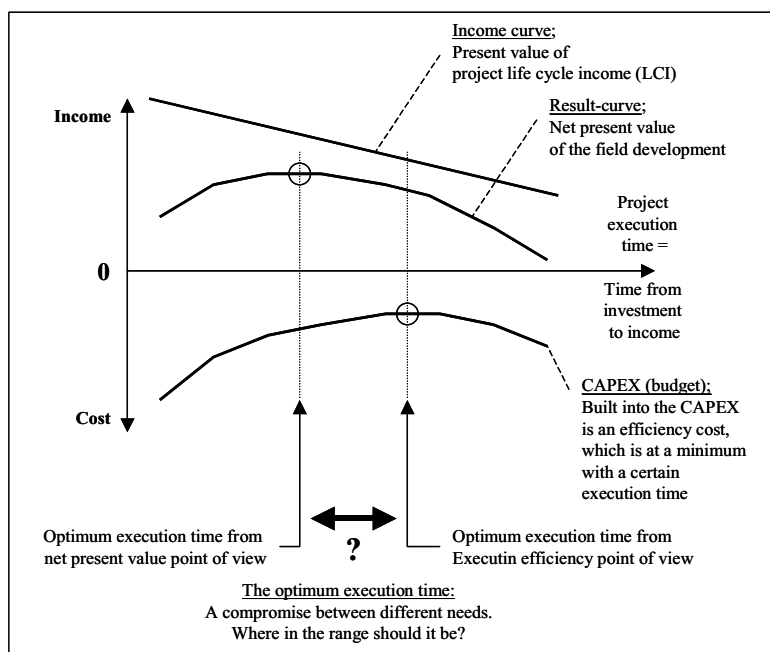 Income curve;
Present value of
project life cycle income (LCI)
Result-curve;
Net present value
of the field development
Income
Project
execution
time =
0
Time from
investment
to income
Cost
CAPEX (budget);
Built into the CAPEX
is an efficiency cost,
which is at a minimum
with a certain
execution time
Optimum execution time from
net present value point of view
?
Optimum execution time from
Executin efficiency point of view
The optimum execution time:
A compromise between different needs.
Where in the range should it be?